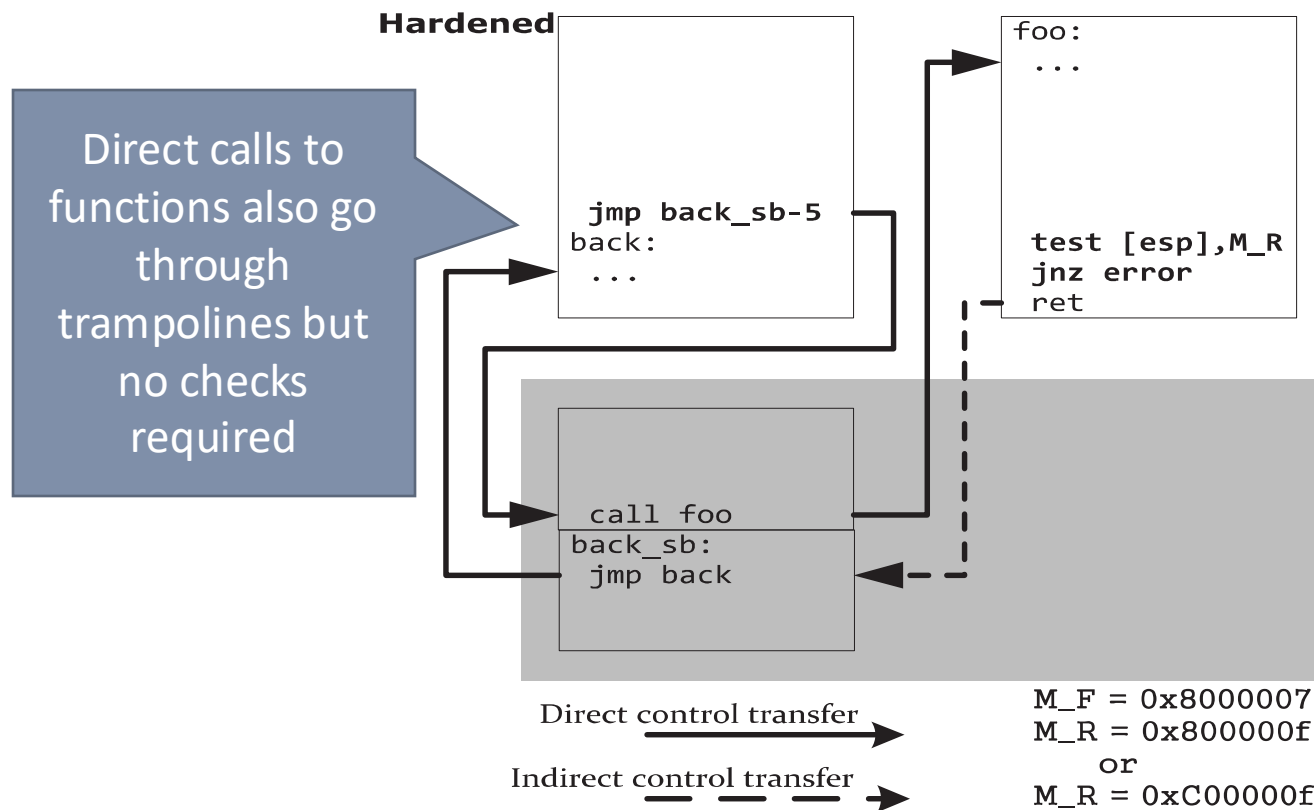 Hardened
Direct calls to
functions also go
through
trampolines but
no checks
required
jmp back_sb-5
back:
...
foo:
...
test [esp],M_R
jnz error
ret
call foo
back_sb:
jmp back
Direct control transfer
Indirect control transfer
M_F = 0x8000007
M_R = 0x800000f
or
M_R = 0xC00000f